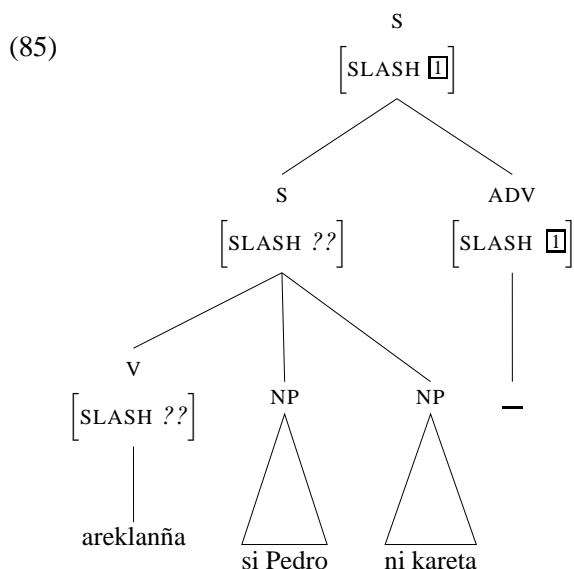 (85)
S
[SLASH 1]
S ADV
[SLASH ??] [SLASH 1]
V NP NP —
[SLASH ??]
areklanña si Pedro ni kareta